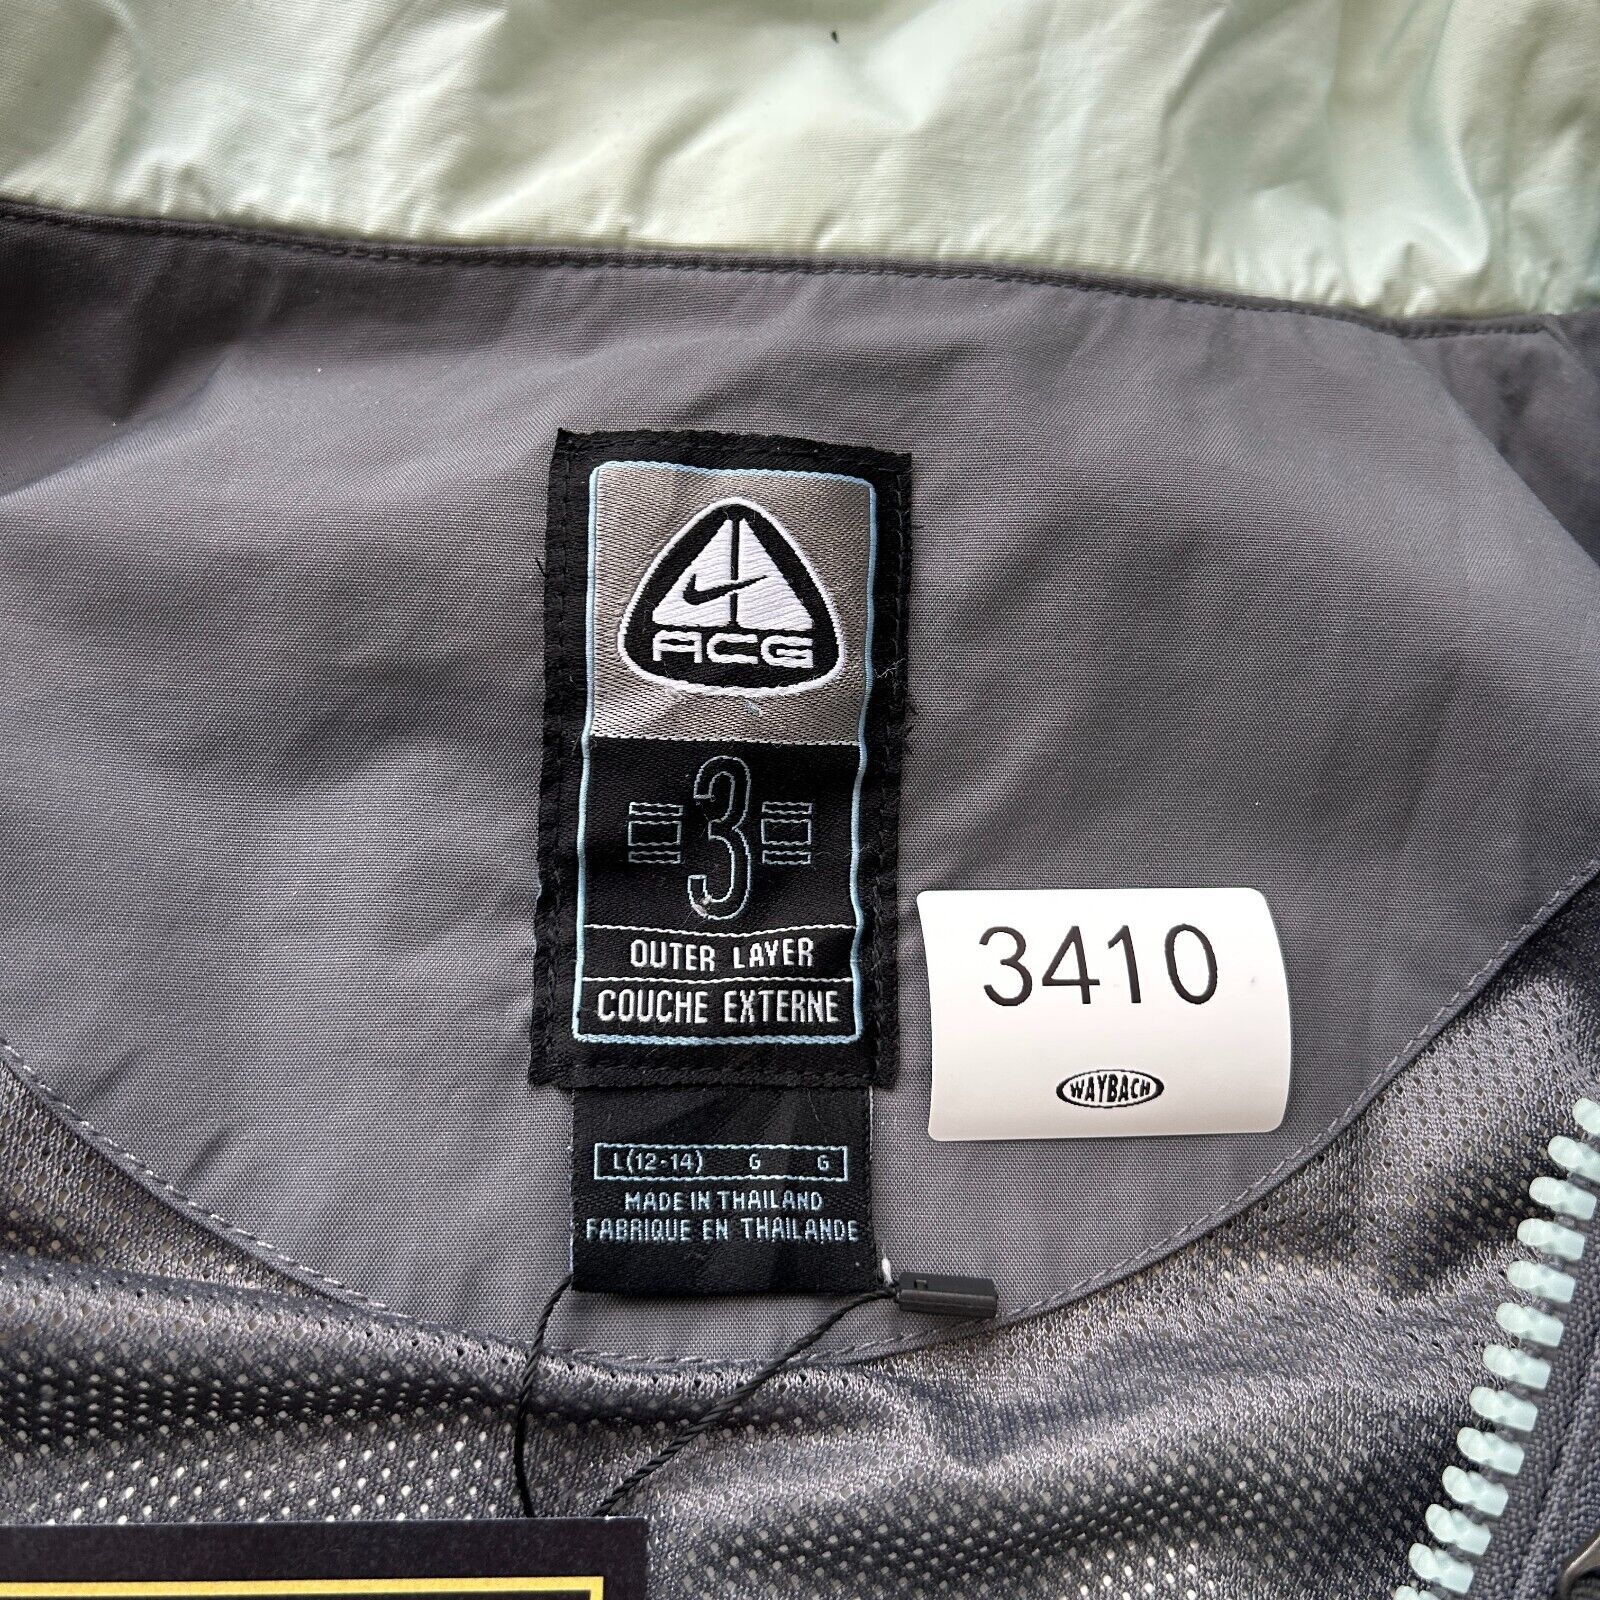 ACG
3
OUTER LAYER
COUCHE EXTERNE
3410
WAYBACH
L(12-14) G G
MADE IN THAILAND
FABRIQUE EN THAILANDE